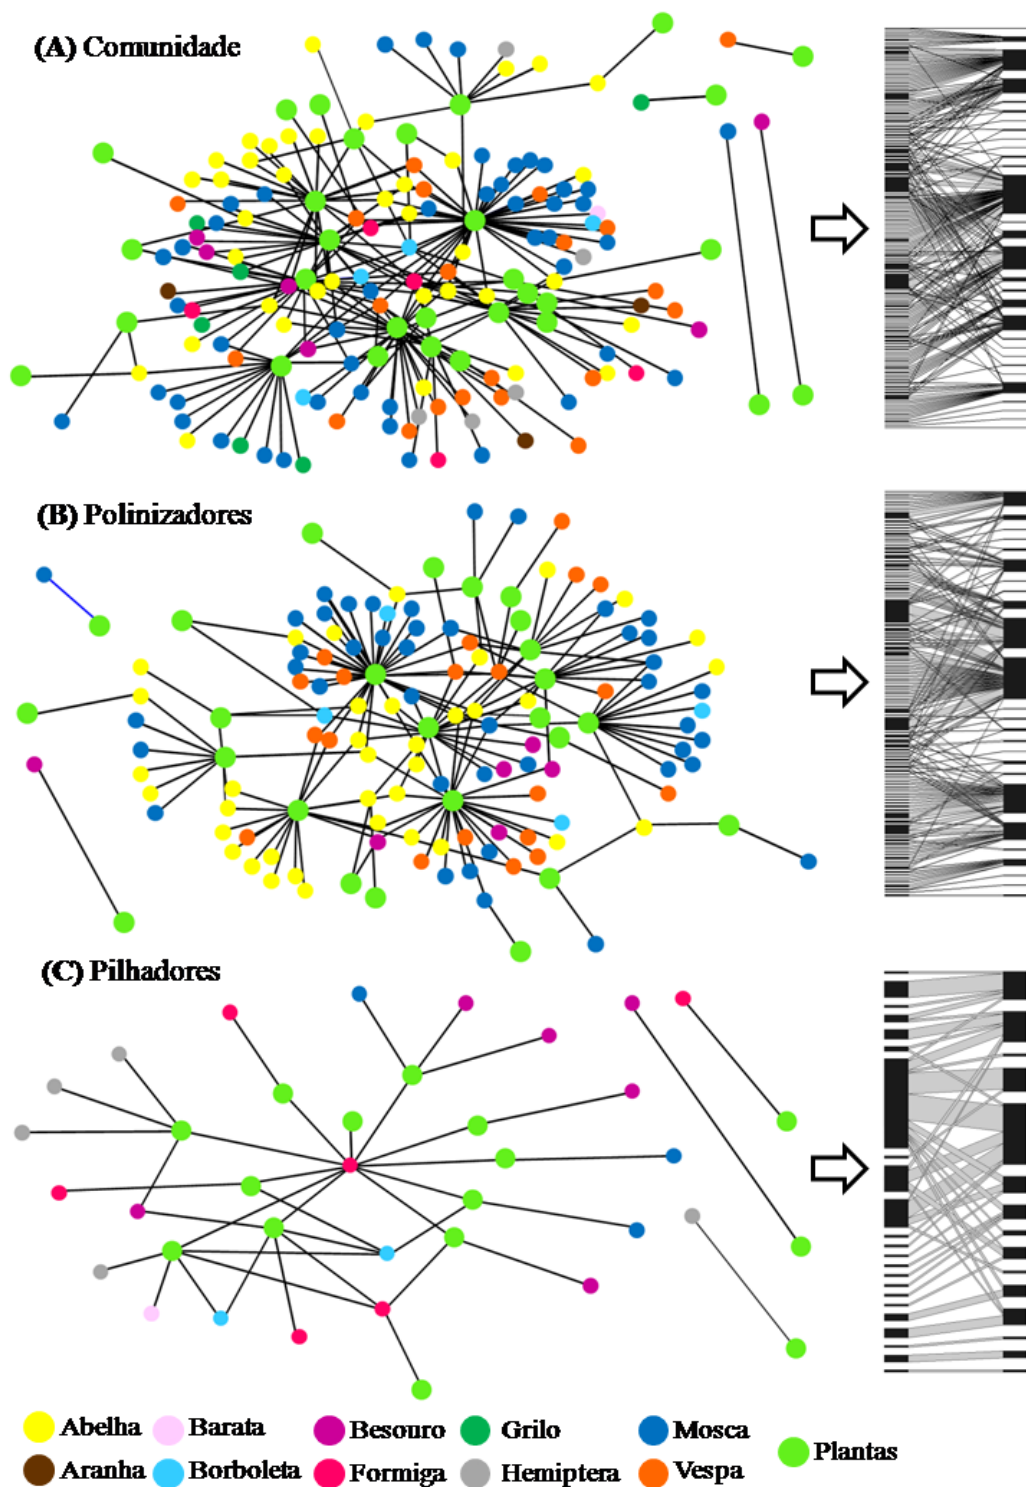 (A) Comunidade
(B) Polinizadores
(C) Pilhadores
Abelha Barata Besouro Grilo Mosca Plantas
Aranha Borboleta Formiga Hemiptera Vespa